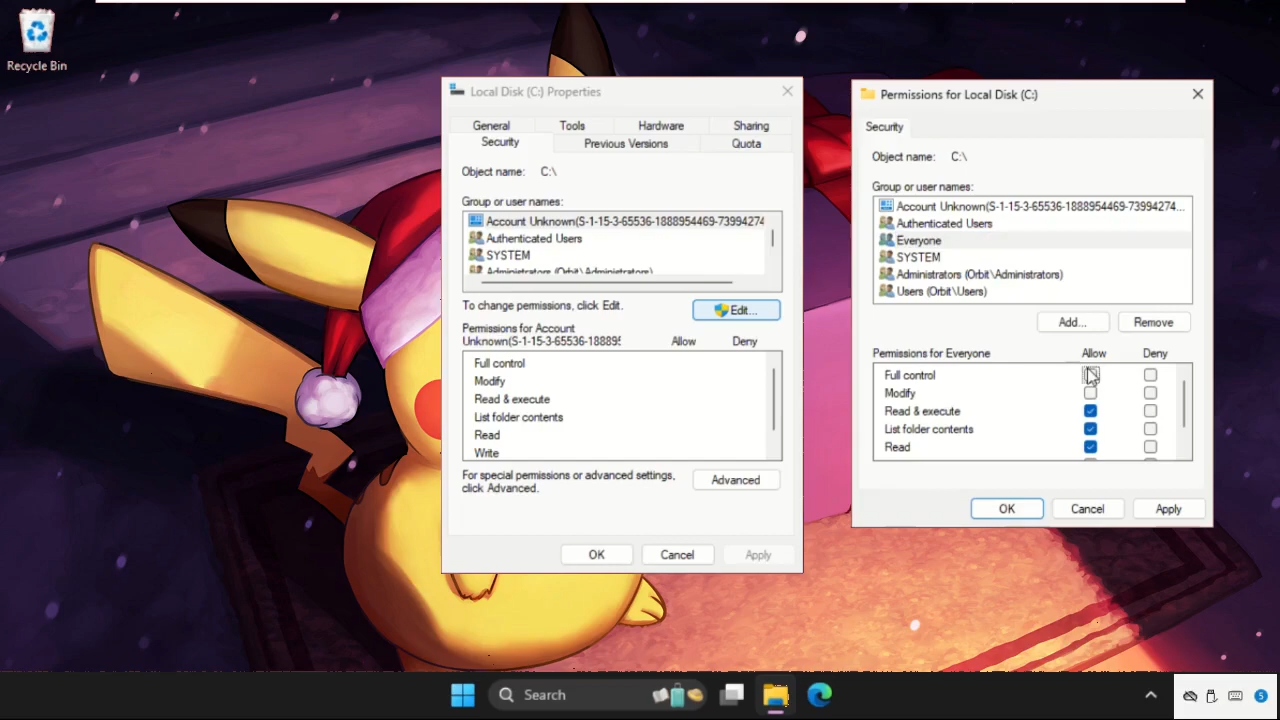 Recycle Bin
Local Disk (C:) Properties
General Tools Hardware Sharing
Security Previous Versions Quota
Object name: C:\
Group or user names:
Account Unknown(S-1-15-3-65536-1888954469-73994274
Authenticated Users
SYSTEM
Administrators (Orbit\Administrators)
To change permissions, click Edit.
Edit...
Permissions for Account
Unknown(S-1-15-3-65536-18889 Allow Deny
Full control
Modify
Read & execute
List folder contents
Read
Write
For special permissions or advanced settings,
click Advanced.
Advanced
OK Cancel Apply
Permissions for Local Disk (C:)
Security
Object name: C:\
Group or user names:
Account Unknown(S-1-15-3-65536-1888954469-73994274...
Authenticated Users
Everyone
SYSTEM
Administrators (Orbit\Administrators)
Users (Orbit\Users)
Add... Remove
Permissions for Everyone Allow Deny
Full control
Modify
Read & execute
List folder contents
Read
OK Cancel Apply
Search
5